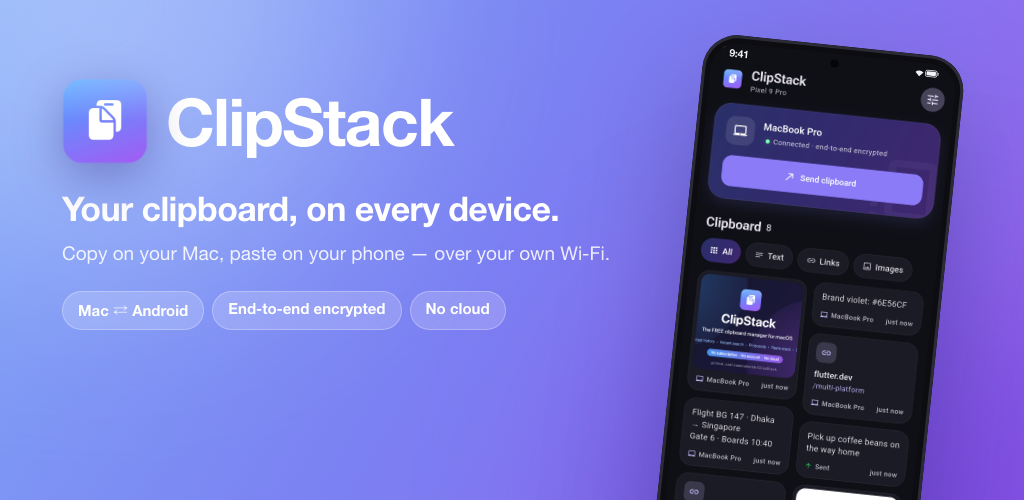 ClipStack
Your clipboard, on every device.
Copy on your Mac, paste on your phone — over your own Wi-Fi.
Mac ⇄ Android
End-to-end encrypted
No cloud
9:41
ClipStack
Pixel 9 Pro
MacBook Pro
Connected · end-to-end encrypted
Send clipboard
Clipboard 8
All
Text
Links
Images
ClipStack
The FREE clipboard manager for macOS
MacBook Pro just now
Brand violet: #6E56CF
MacBook Pro just now
flutter.dev
/multi-platform
MacBook Pro just now
Flight BG 147 · Dhaka
→ Singapore
Gate 6 · Boards 10:40
MacBook Pro just now
Pick up coffee beans on
the way home
Sent just now